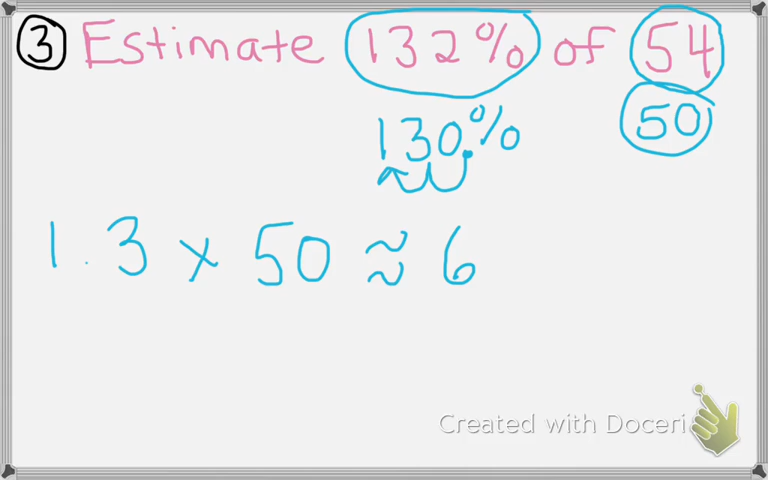 3 Estimate 132% of 54
130.% 50
1.3 x 50 ≈ 6
Created with Doceri